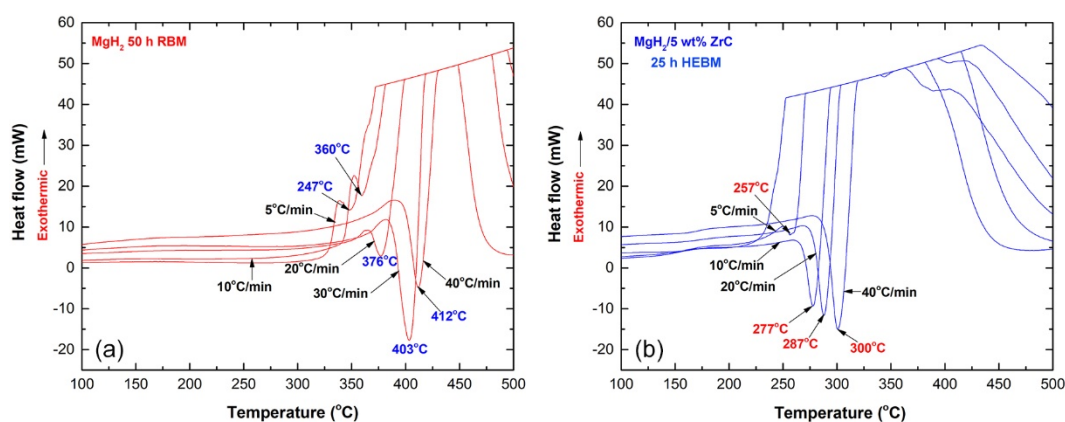 MgH2 50 h RBM
360°C
247°C
5°C/min
20°C/min
376°C
10°C/min
30°C/min
40°C/min
412°C
403°C
(a)
60
50
40
30
20
10
0
-10
-20
Heat flow (mW)
Exothermic
100 150 200 250 300 350 400 450 500
Temperature (°C)
MgH2/5 wt% ZrC
25 h HEBM
257°C
5°C/min
10°C/min
20°C/min
40°C/min
277°C
287°C
300°C
(b)
60
50
40
30
20
10
0
-10
-20
Heat flow (mW)
Exothermic
100 150 200 250 300 350 400 450 500
Temperature (°C)